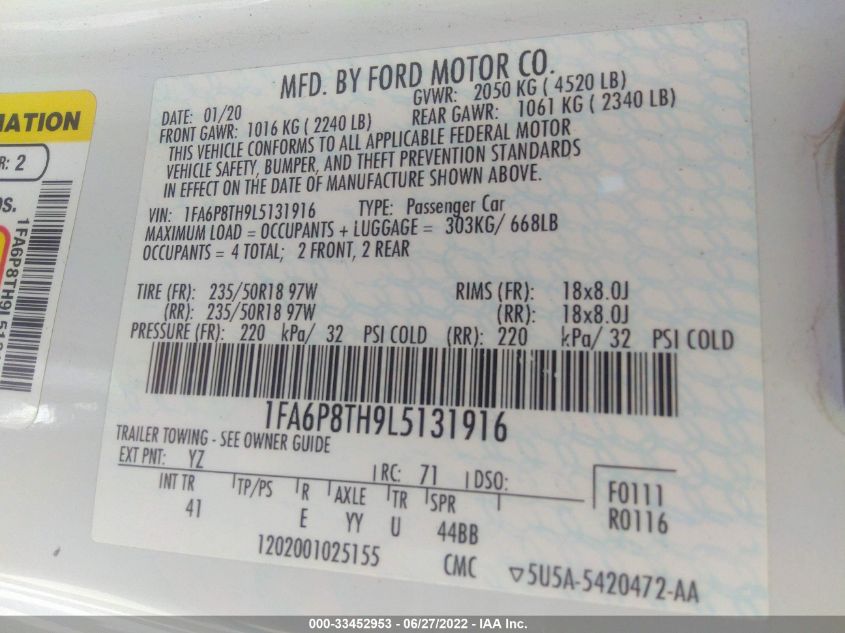 MFD. BY FORD MOTOR CO.
DATE: 01/20 GVWR: 2050 KG ( 4520 LB)
FRONT GAWR: 1016 KG ( 2240 LB) REAR GAWR: 1061 KG ( 2340 LB)
THIS VEHICLE CONFORMS TO ALL APPLICABLE FEDERAL MOTOR
VEHICLE SAFETY, BUMPER, AND THEFT PREVENTION STANDARDS
IN EFFECT ON THE DATE OF MANUFACTURE SHOWN ABOVE.
VIN: 1FA6P8TH9L5131916 TYPE: Passenger Car
MAXIMUM LOAD = OCCUPANTS + LUGGAGE = 303KG/ 668LB
OCCUPANTS = 4 TOTAL; 2 FRONT, 2 REAR
TIRE (FR): 235/50R18 97W RIMS (FR): 18x8.0J
(RR): 235/50R18 97W (RR): 18x8.0J
PRESSURE (FR): 220 kPa/ 32 PSI COLD (RR): 220 kPa/ 32 PSI COLD
1FA6P8TH9L5131916
TRAILER TOWING - SEE OWNER GUIDE
EXT PNT: YZ RC: 71 DSO:
INT TR TP/PS R AXLE TR SPR F0111
41 E YY U 44BB R0116
1202001025155 CMC ▽5U5A-5420472-AA
R: 2
000-33452953 - 06/27/2022 - IAA Inc.